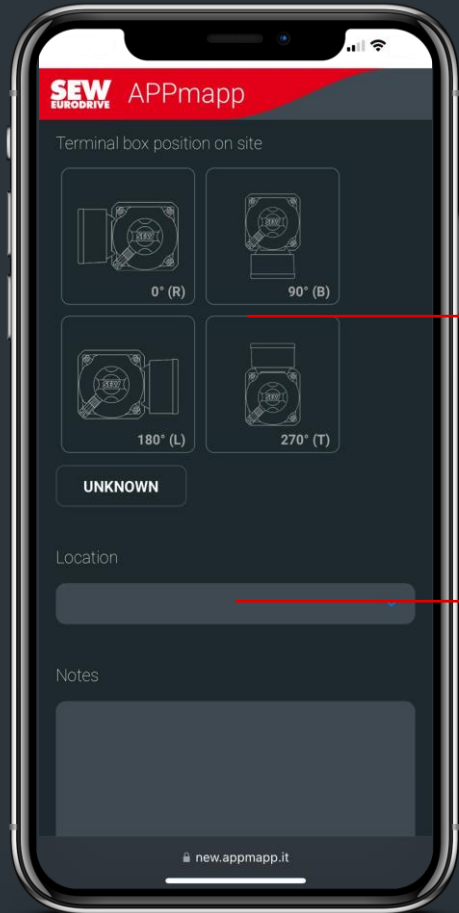 SEW
EURODRIVE
APPmapp
Terminal box position on site
SEW
0° (R)
SEW
90° (B)
SEW
180° (L)
SEW
270° (T)
UNKNOWN
Location
Notes
new.appmapp.it